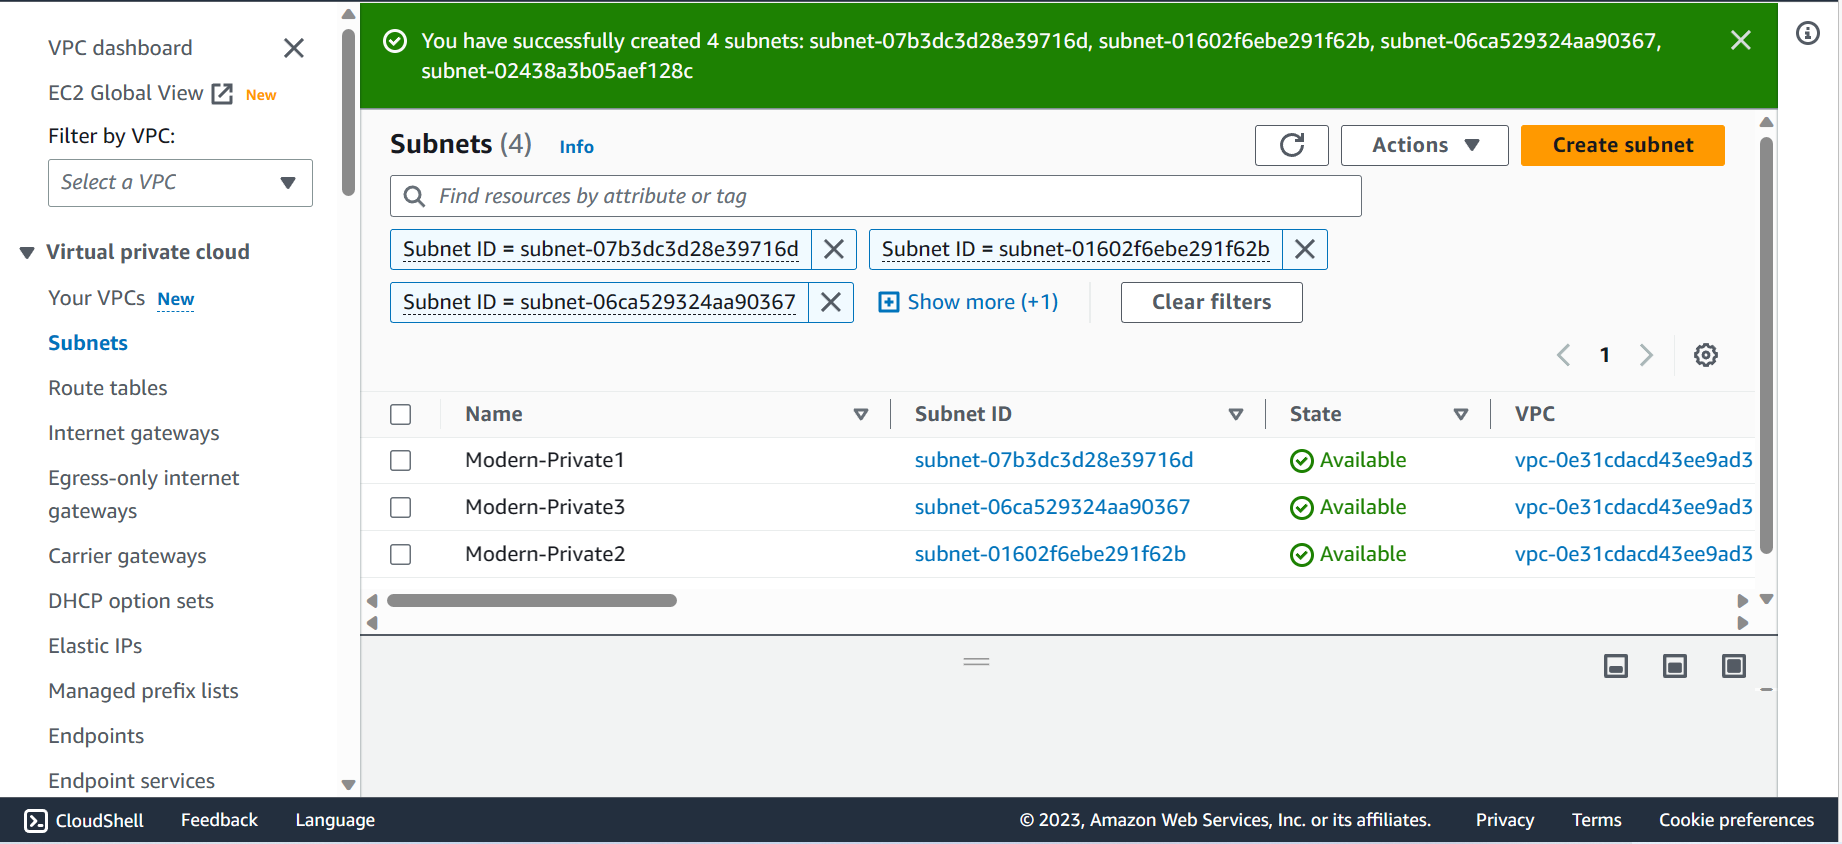 VPC dashboard
EC2 Global View New
Filter by VPC:
Select a VPC
Virtual private cloud
Your VPCs New
Subnets
Route tables
Internet gateways
Egress-only internet
gateways
Carrier gateways
DHCP option sets
Elastic IPs
Managed prefix lists
Endpoints
Endpoint services
You have successfully created 4 subnets: subnet-07b3dc3d28e39716d, subnet-01602f6ebe291f62b, subnet-06ca529324aa90367,
subnet-02438a3b05aef128c
Subnets (4) Info
Actions
Create subnet
Find resources by attribute or tag
Subnet ID = subnet-07b3dc3d28e39716d
Subnet ID = subnet-01602f6ebe291f62b
Subnet ID = subnet-06ca529324aa90367
Show more (+1)
Clear filters
1
Name Subnet ID State VPC
Modern-Private1 subnet-07b3dc3d28e39716d Available vpc-0e31cdacd43ee9ad3
Modern-Private3 subnet-06ca529324aa90367 Available vpc-0e31cdacd43ee9ad3
Modern-Private2 subnet-01602f6ebe291f62b Available vpc-0e31cdacd43ee9ad3
CloudShell Feedback Language © 2023, Amazon Web Services, Inc. or its affiliates. Privacy Terms Cookie preferences